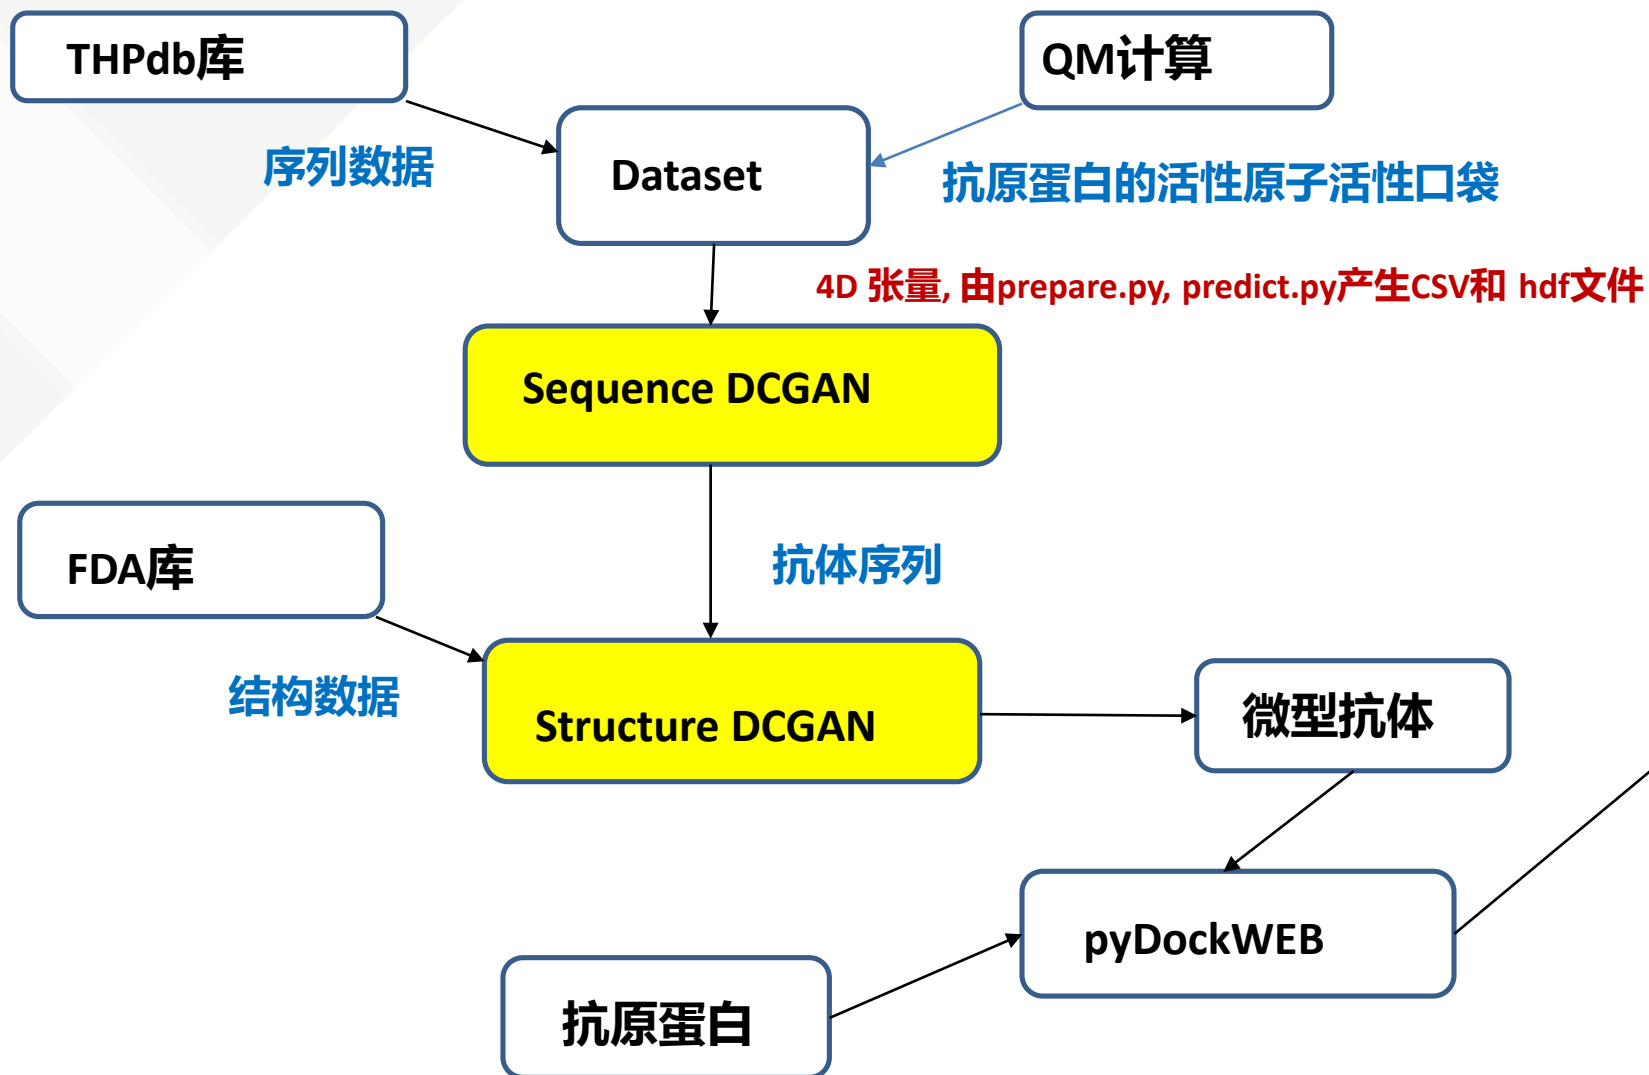 THPdb库
QM计算
序列数据
Dataset
抗原蛋白的活性原子活性口袋
4D 张量, 由prepare.py, predict.py产生CSV和 hdf文件
Sequence DCGAN
FDA库
抗体序列
结构数据
Structure DCGAN
微型抗体
pyDockWEB
抗原蛋白